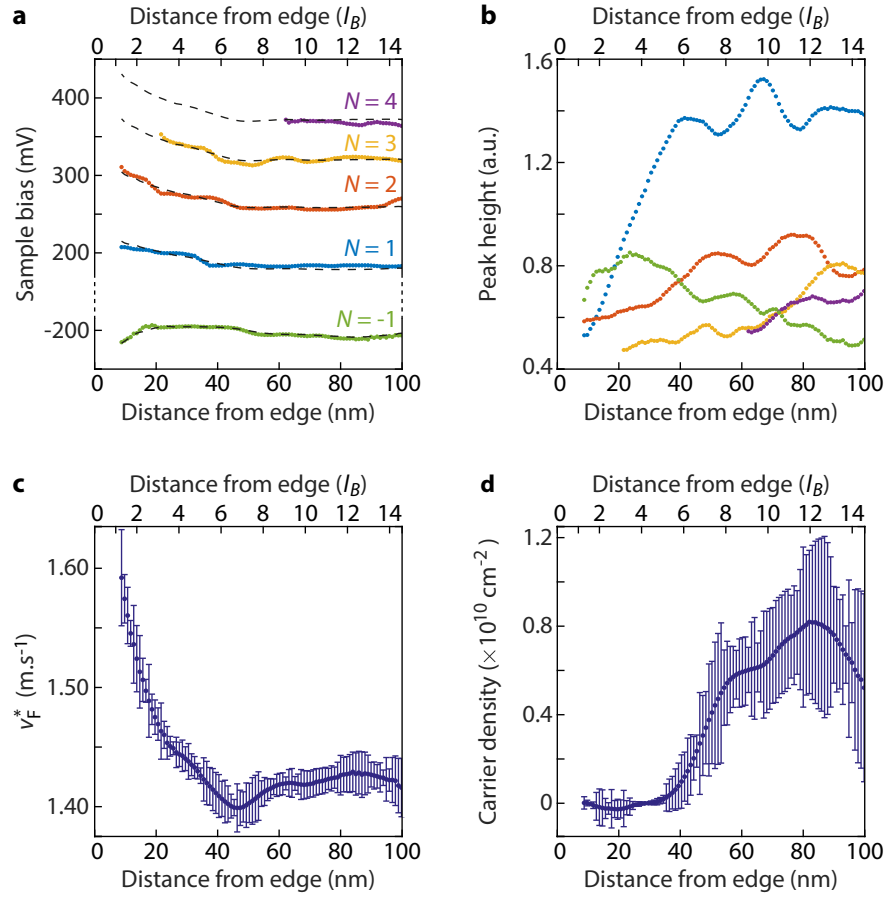 a
Distance from edge (l_B)
0 2 4 6 8 10 12 14
400
300
200
-200
Sample bias (mV)
N = 4
N = 3
N = 2
N = 1
N = -1
0 20 40 60 80 100
Distance from edge (nm)
b
Distance from edge (l_B)
0 2 4 6 8 10 12 14
1.6
1.2
0.8
0.4
Peak height (a.u.)
0 20 40 60 80 100
Distance from edge (nm)
c
Distance from edge (l_B)
0 2 4 6 8 10 12 14
1.60
1.50
1.40
v_F^* (m.s⁻¹)
0 20 40 60 80 100
Distance from edge (nm)
d
Distance from edge (l_B)
0 2 4 6 8 10 12 14
1.2
0.8
0.4
0
Carrier density (×10¹⁰ cm⁻²)
0 20 40 60 80 100
Distance from edge (nm)